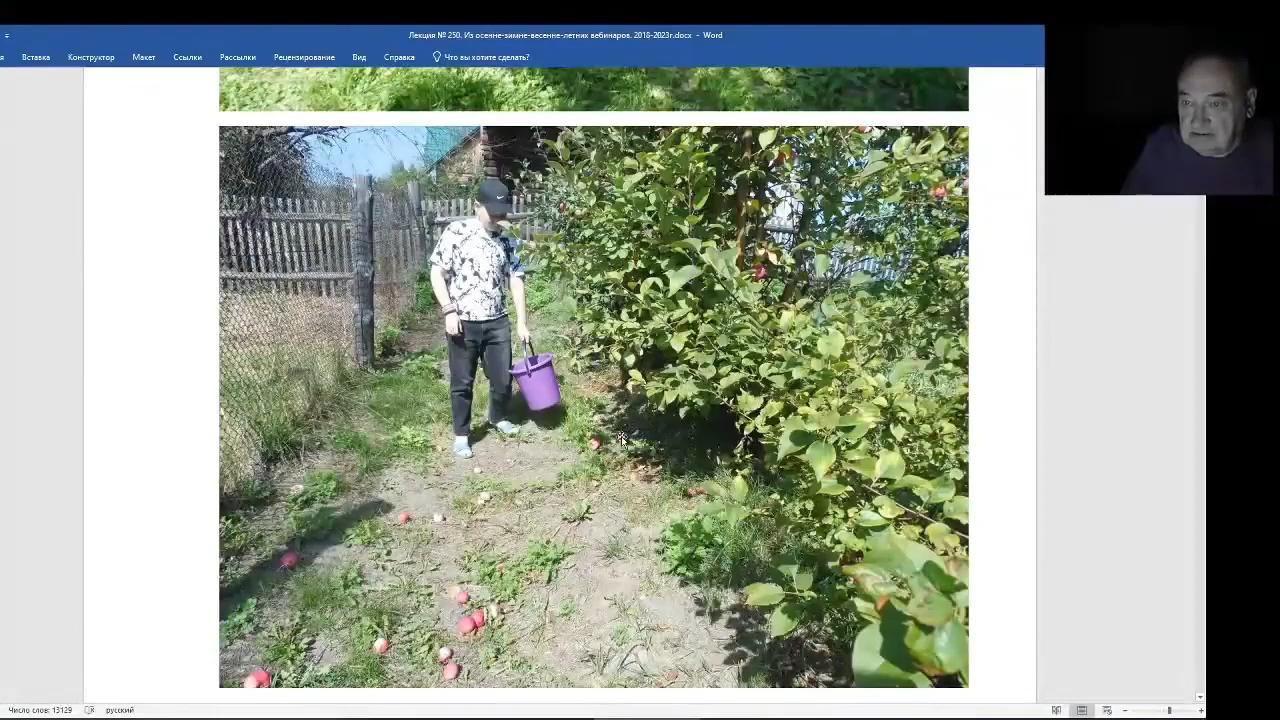 Лекция № 250. Из осенне-зимне-весенне-летних вебинаров. 2018-2023г.docx - Word
Вставка Конструктор Макет Ссылки Рассылки Рецензирование Вид Справка Что вы хотите сделать?
Число слов: 13129 русский